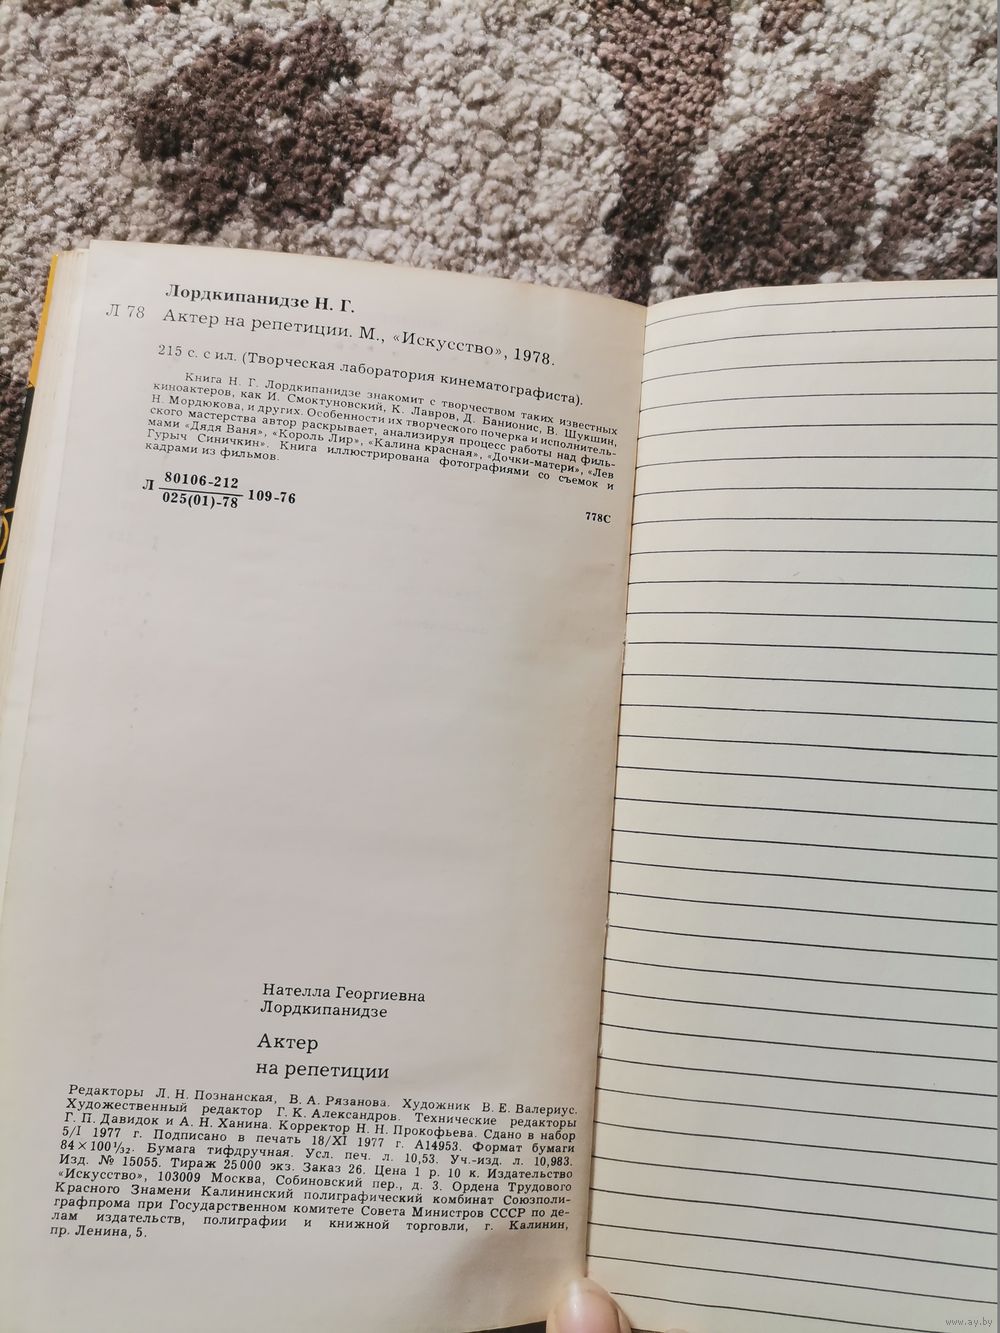 Лордкипанидзе Н. Г.
Л 78 Актер на репетиции. М., «Искусство», 1978.
215 с. с ил. (Творческая лаборатория кинематографиста).
Книга Н. Г. Лордкипанидзе знакомит с творчеством таких известных
киноактеров, как И. Смоктуновский, К. Лавров, Д. Банионис, В. Шукшин,
Н. Мордюкова, и других. Особенности их творческого почерка и исполнитель-
ского мастерства автор раскрывает, анализируя процесс работы над филь-
мами «Дядя Ваня», «Король Лир», «Калина красная», «Дочки-матери», «Лев
Гурыч Синичкин». Книга иллюстрирована фотографиями со съемок и
кадрами из фильмов.
Л 80106-212
025(01)-78 109-76
778С
Нателла Георгиевна
Лордкипанидзе
Актер
на репетиции
Редакторы Л. Н. Познанская, В. А. Рязанова. Художник В. Е. Валериус.
Художественный редактор Г. К. Александров. Технические редакторы
Г. П. Давидок и А. Н. Ханина. Корректор Н. Н. Прокофьева. Сдано в набор
5/I 1977 г. Подписано в печать 18/XI 1977 г. А14953. Формат бумаги
84×100 1/32. Бумага тифдручная. Усл. печ. л. 10,53. Уч.-изд. л. 10,983.
Изд. № 15055. Тираж 25000 экз. Заказ 26. Цена 1 р. 10 к. Издательство
«Искусство», 103009 Москва, Собиновский пер., д. 3. Ордена Трудового
Красного Знамени Калининский полиграфический комбинат Союзполи-
графпрома при Государственном комитете Совета Министров СССР по де-
лам издательств, полиграфии и книжной торговли, г. Калинин,
пр. Ленина, 5.
www.ay.by